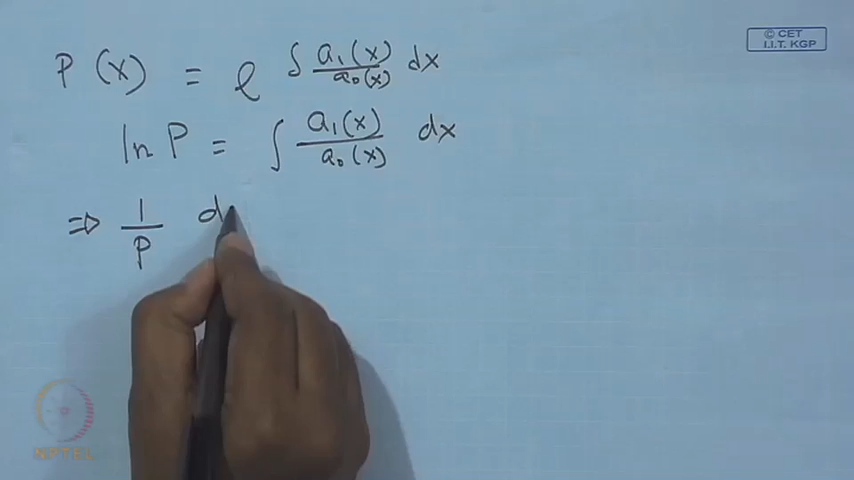 © CET
I.I.T. KGP
P (x) = e ∫ a₁(x)/a₀(x) dx
ln P = ∫ a₁(x)/a₀(x) dx
⇒ 1/P d
NPTEL